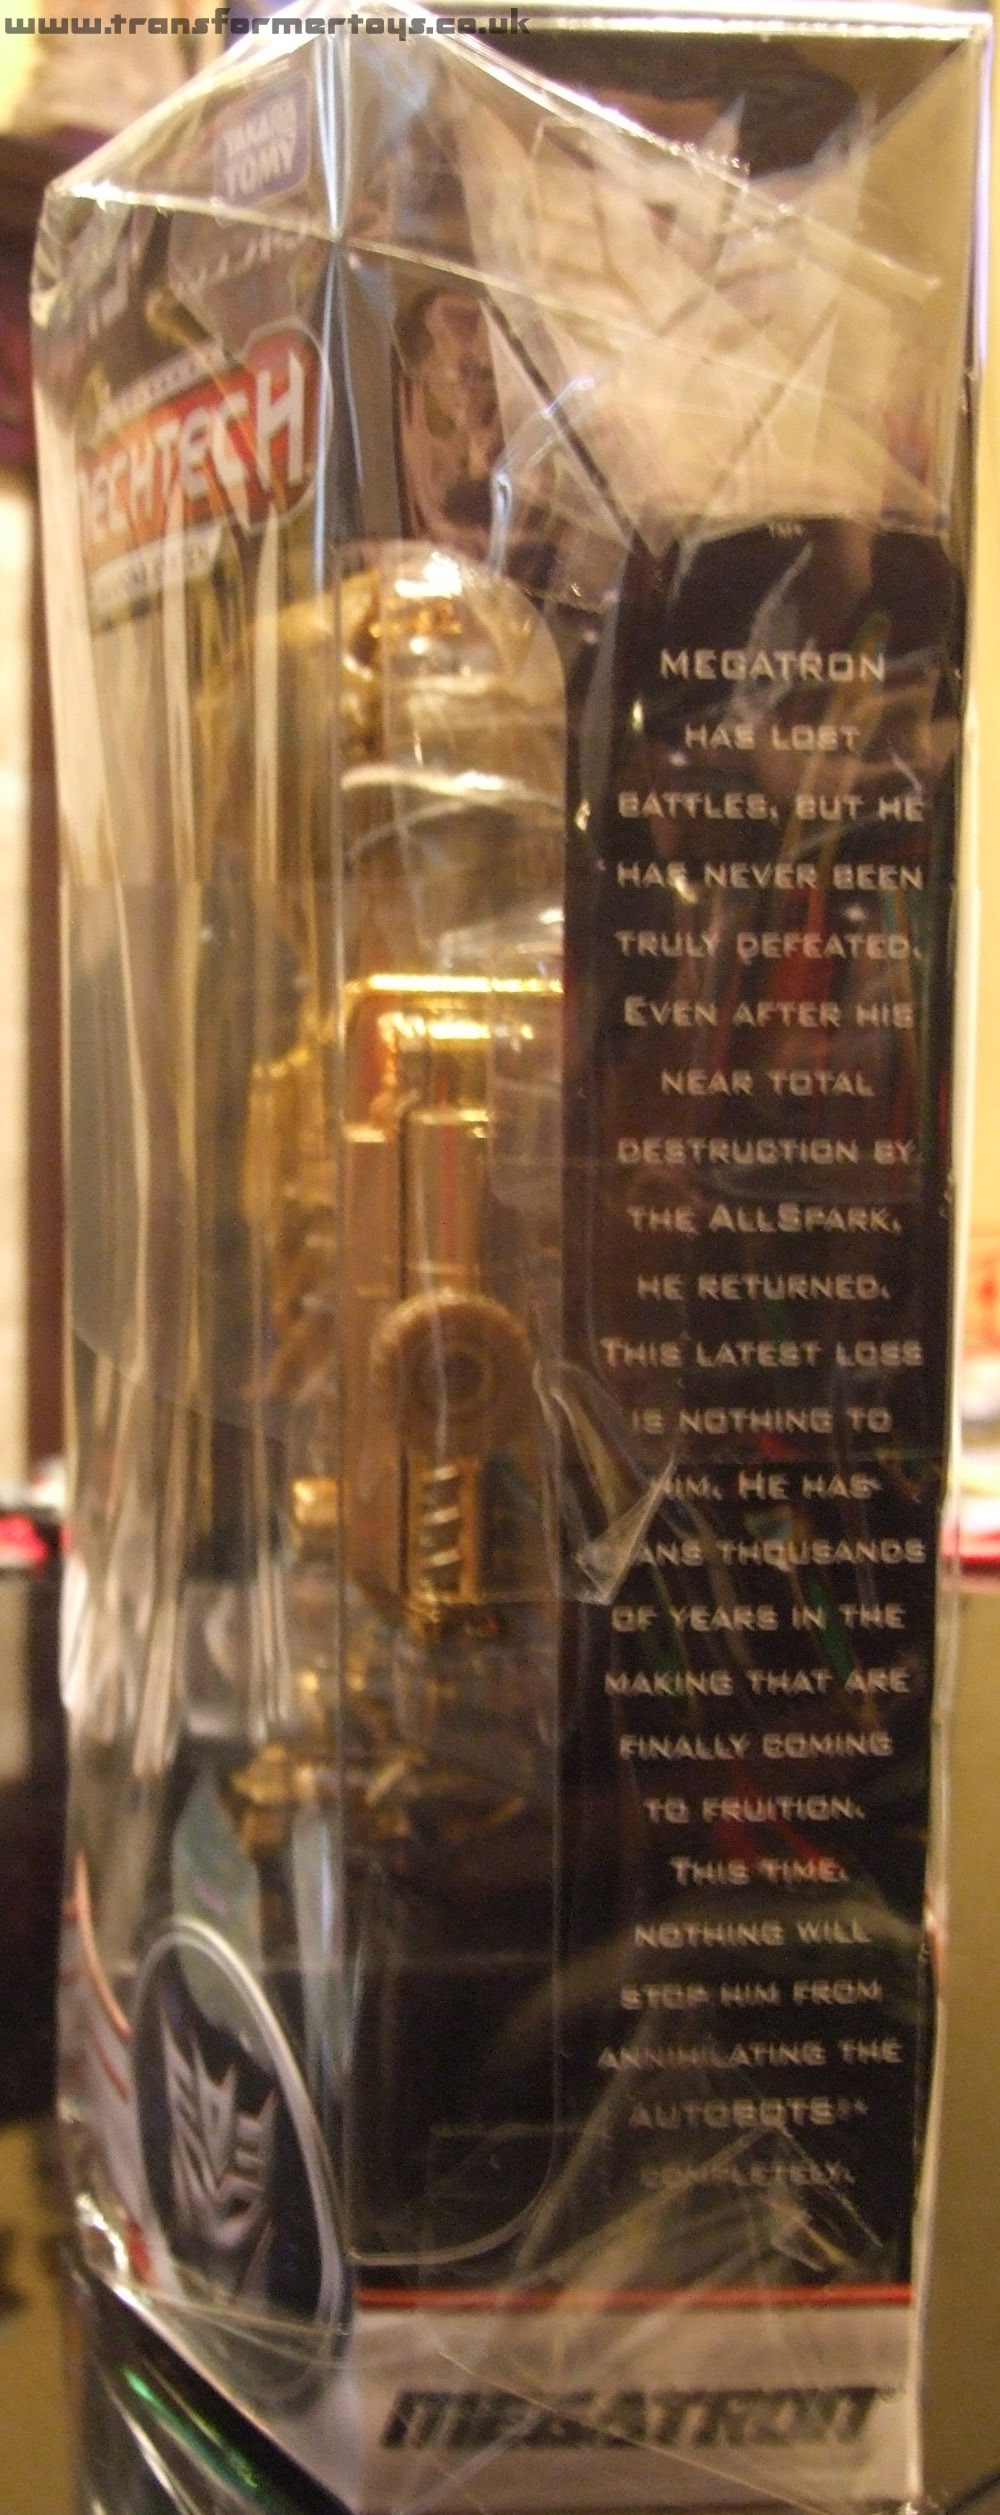 www.transformertoys.co.uk
TAKARA
TOMY
MECHTECH
TM
MEGATRON
HAS LOST
BATTLES, BUT HE
HAS NEVER BEEN
TRULY DEFEATED.
EVEN AFTER HIS
NEAR TOTAL
DESTRUCTION BY
THE ALLSPARK,
HE RETURNED.
THIS LATEST LOSS
IS NOTHING TO
HIM. HE HAS
PLANS THOUSANDS
OF YEARS IN THE
MAKING THAT ARE
FINALLY COMING
TO FRUITION.
THIS TIME,
NOTHING WILL
STOP HIM FROM
ANNIHILATING THE
AUTOBOTS
COMPLETELY.
MEGATRON